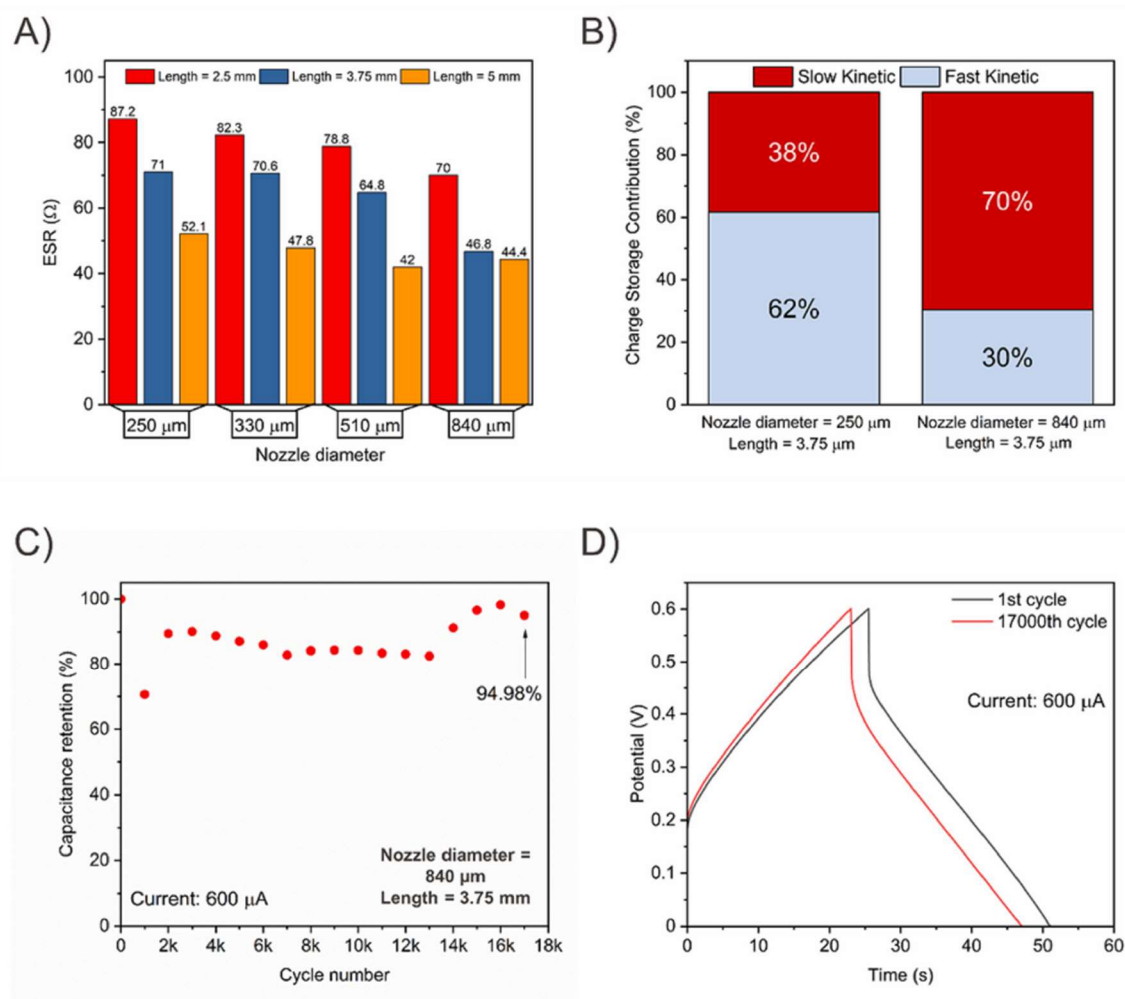 A)
Length = 2.5 mm Length = 3.75 mm Length = 5 mm
100
80
60
40
20
0
ESR (Ω)
87.2
71
52.1
82.3
70.6
47.8
78.8
64.8
42
70
46.8
44.4
250 μm 330 μm 510 μm 840 μm
Nozzle diameter
B)
Slow Kinetic Fast Kinetic
100
80
60
40
20
0
Charge Storage Contribution (%)
38%
62%
70%
30%
Nozzle diameter = 250 μm
Length = 3.75 μm
Nozzle diameter = 840 μm
Length = 3.75 μm
C)
100
80
60
40
20
0
Capacitance retention (%)
94.98%
Nozzle diameter =
840 μm
Length = 3.75 mm
Current: 600 μA
0 2k 4k 6k 8k 10k 12k 14k 16k 18k
Cycle number
D)
1st cycle
17000th cycle
Current: 600 μA
0.6
0.5
0.4
0.3
0.2
0.1
0
Potential (V)
0 10 20 30 40 50 60
Time (s)